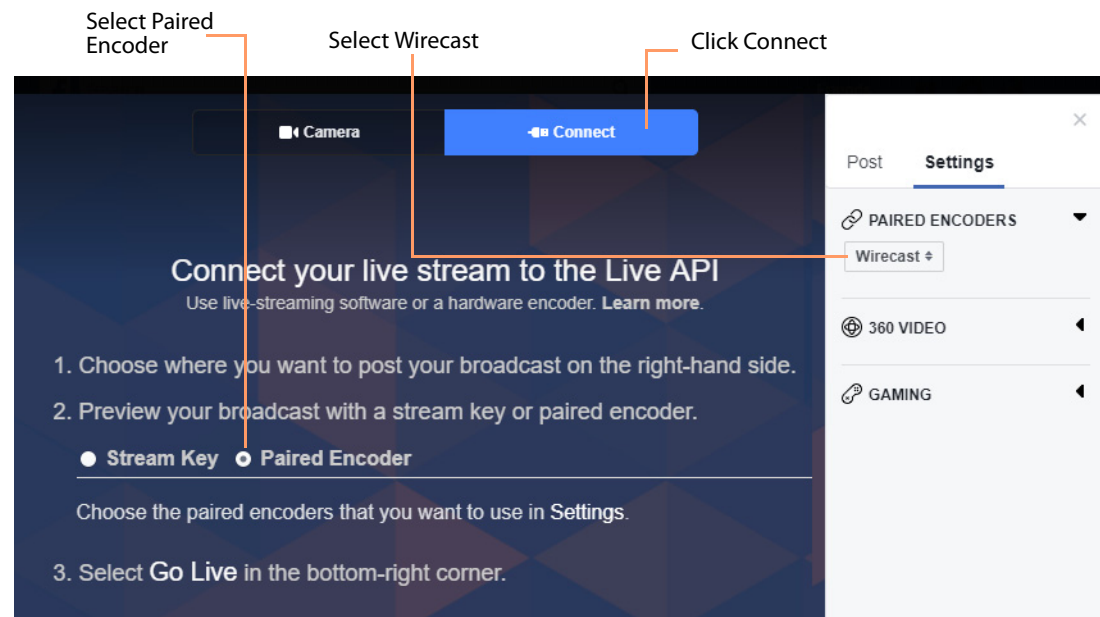 Select Paired
Encoder
Select Wirecast
Click Connect
Camera
Connect
Post Settings
PAIRED ENCODERS
Wirecast
360 VIDEO
GAMING
Connect your live stream to the Live API
Use live-streaming software or a hardware encoder. Learn more.
1. Choose where you want to post your broadcast on the right-hand side.
2. Preview your broadcast with a stream key or paired encoder.
Stream Key Paired Encoder
Choose the paired encoders that you want to use in Settings.
3. Select Go Live in the bottom-right corner.